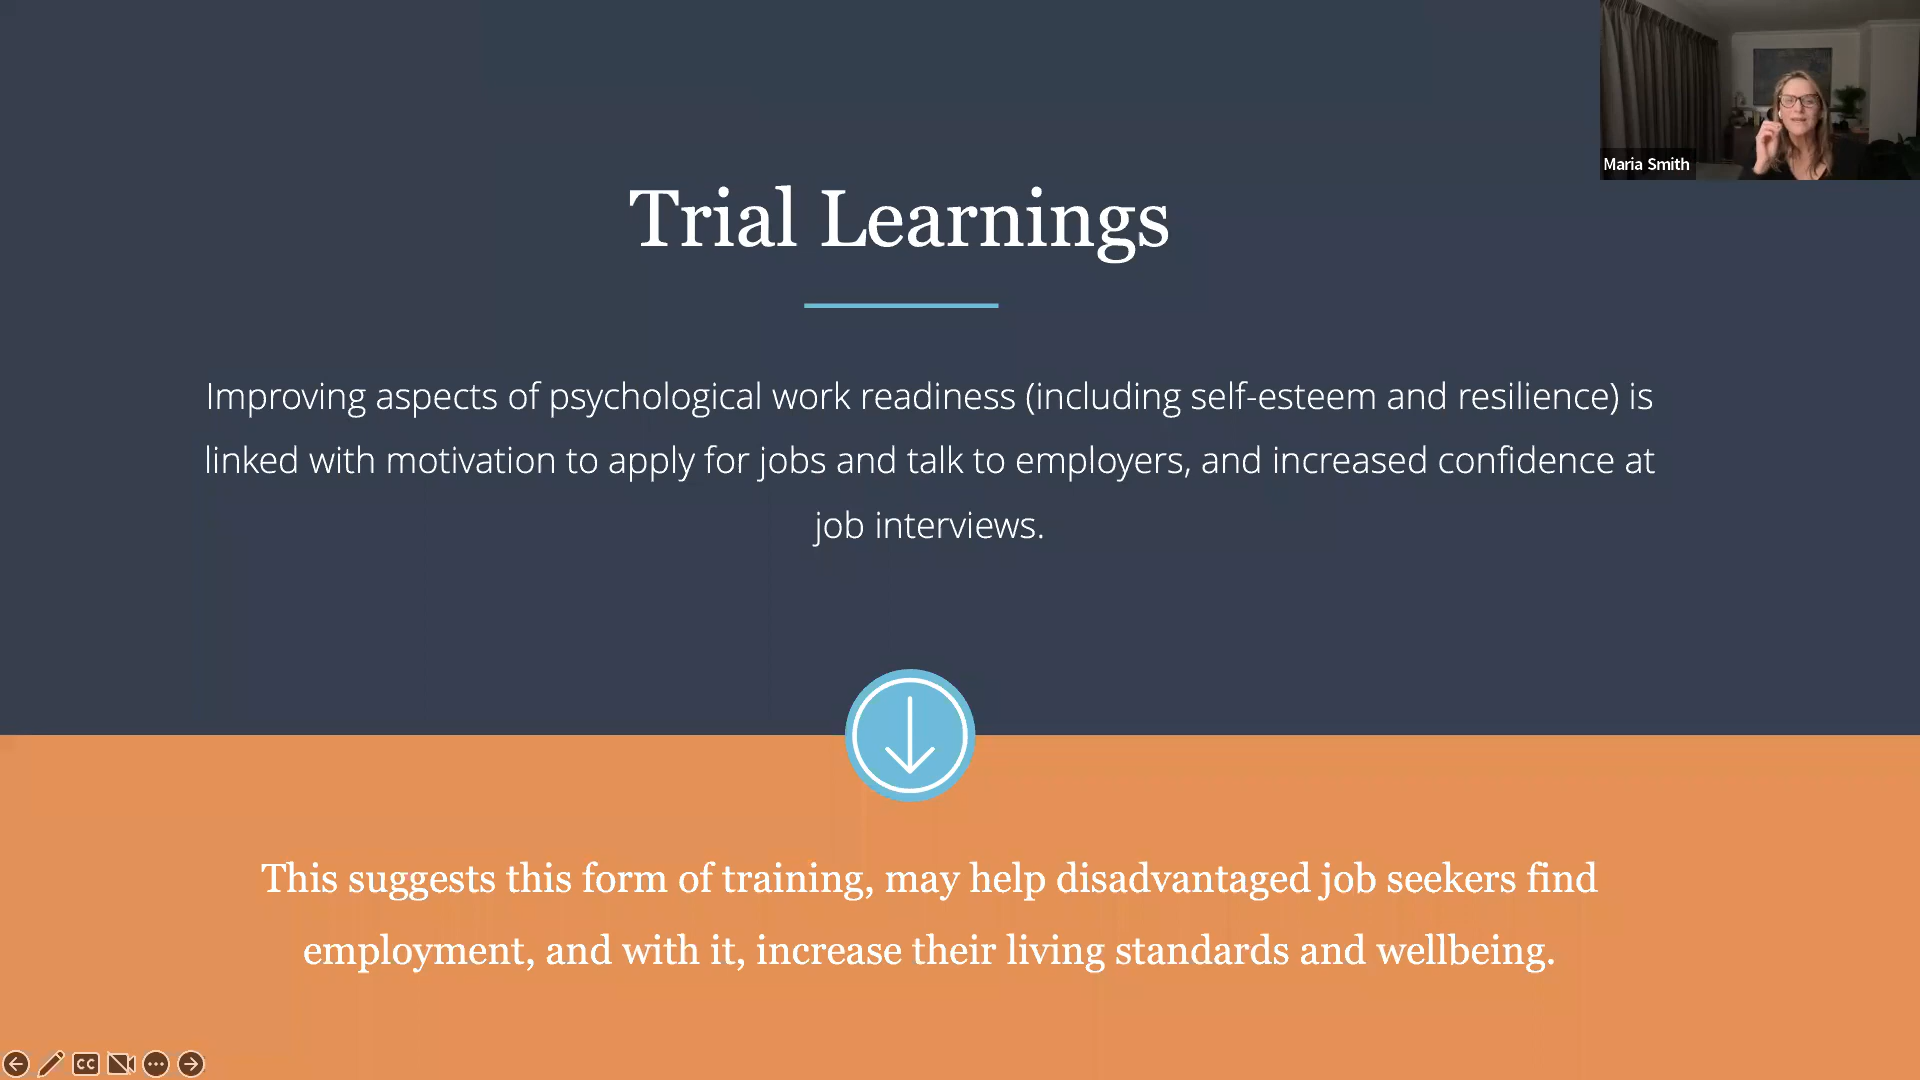 Maria Smith
Trial Learnings
Improving aspects of psychological work readiness (including self-esteem and resilience) is
linked with motivation to apply for jobs and talk to employers, and increased confidence at
job interviews.
This suggests this form of training, may help disadvantaged job seekers find
employment, and with it, increase their living standards and wellbeing.
CC